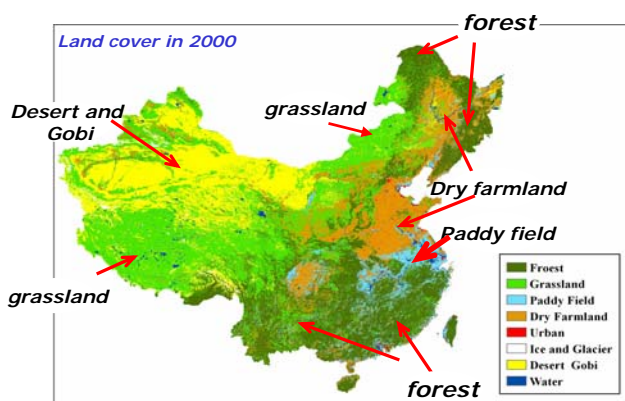 Land cover in 2000
forest
Desert and
Gobi
grassland
Dry farmland
Paddy field
grassland
forest
Froest
Grassland
Paddy Field
Dry Farmland
Urban
Ice and Glacier
Desert Gobi
Water